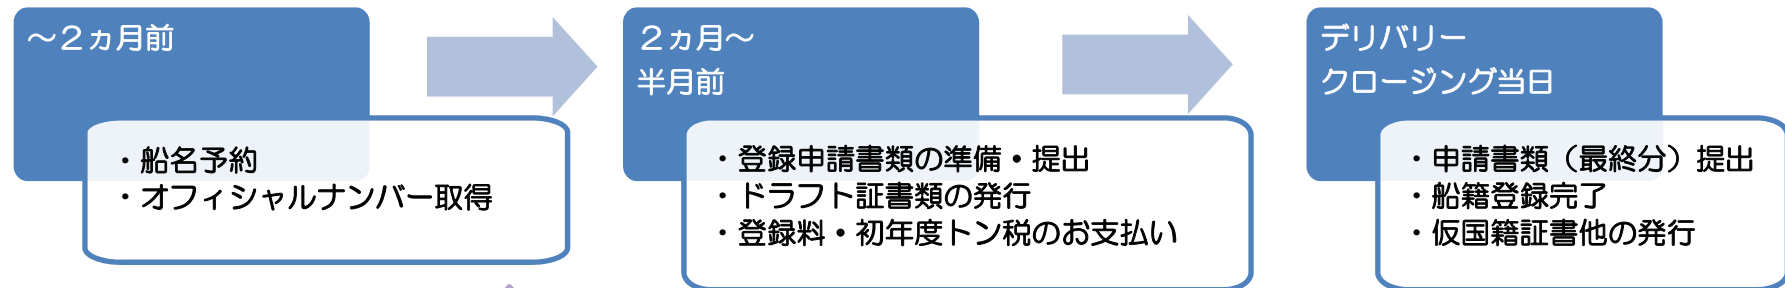 ～２ヵ月前
・船名予約
・オフィシャルナンバー取得
２ヵ月～
半月前
・登録申請書類の準備・提出
・ドラフト証書類の発行
・登録料・初年度トン税のお支払い
デリバリー
クロージング当日
・申請書類（最終分）提出
・船籍登録完了
・仮国籍証書他の発行